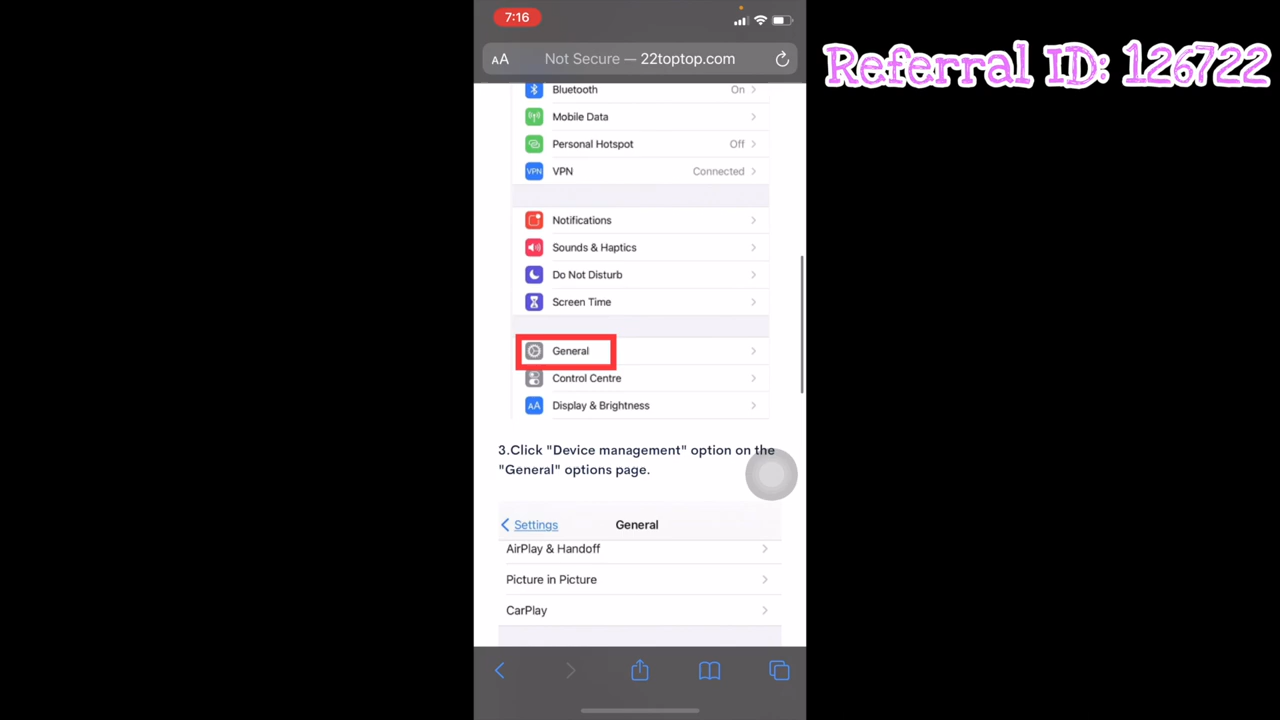 7:16
Referral ID: 126722
AA Not Secure — 22toptop.com
Bluetooth On
Mobile Data
Personal Hotspot Off
VPN VPN Connected
Notifications
Sounds & Haptics
Do Not Disturb
Screen Time
General
Control Centre
AA Display & Brightness
3.Click "Device management" option on the
"General" options page.
Settings General
AirPlay & Handoff
Picture in Picture
CarPlay